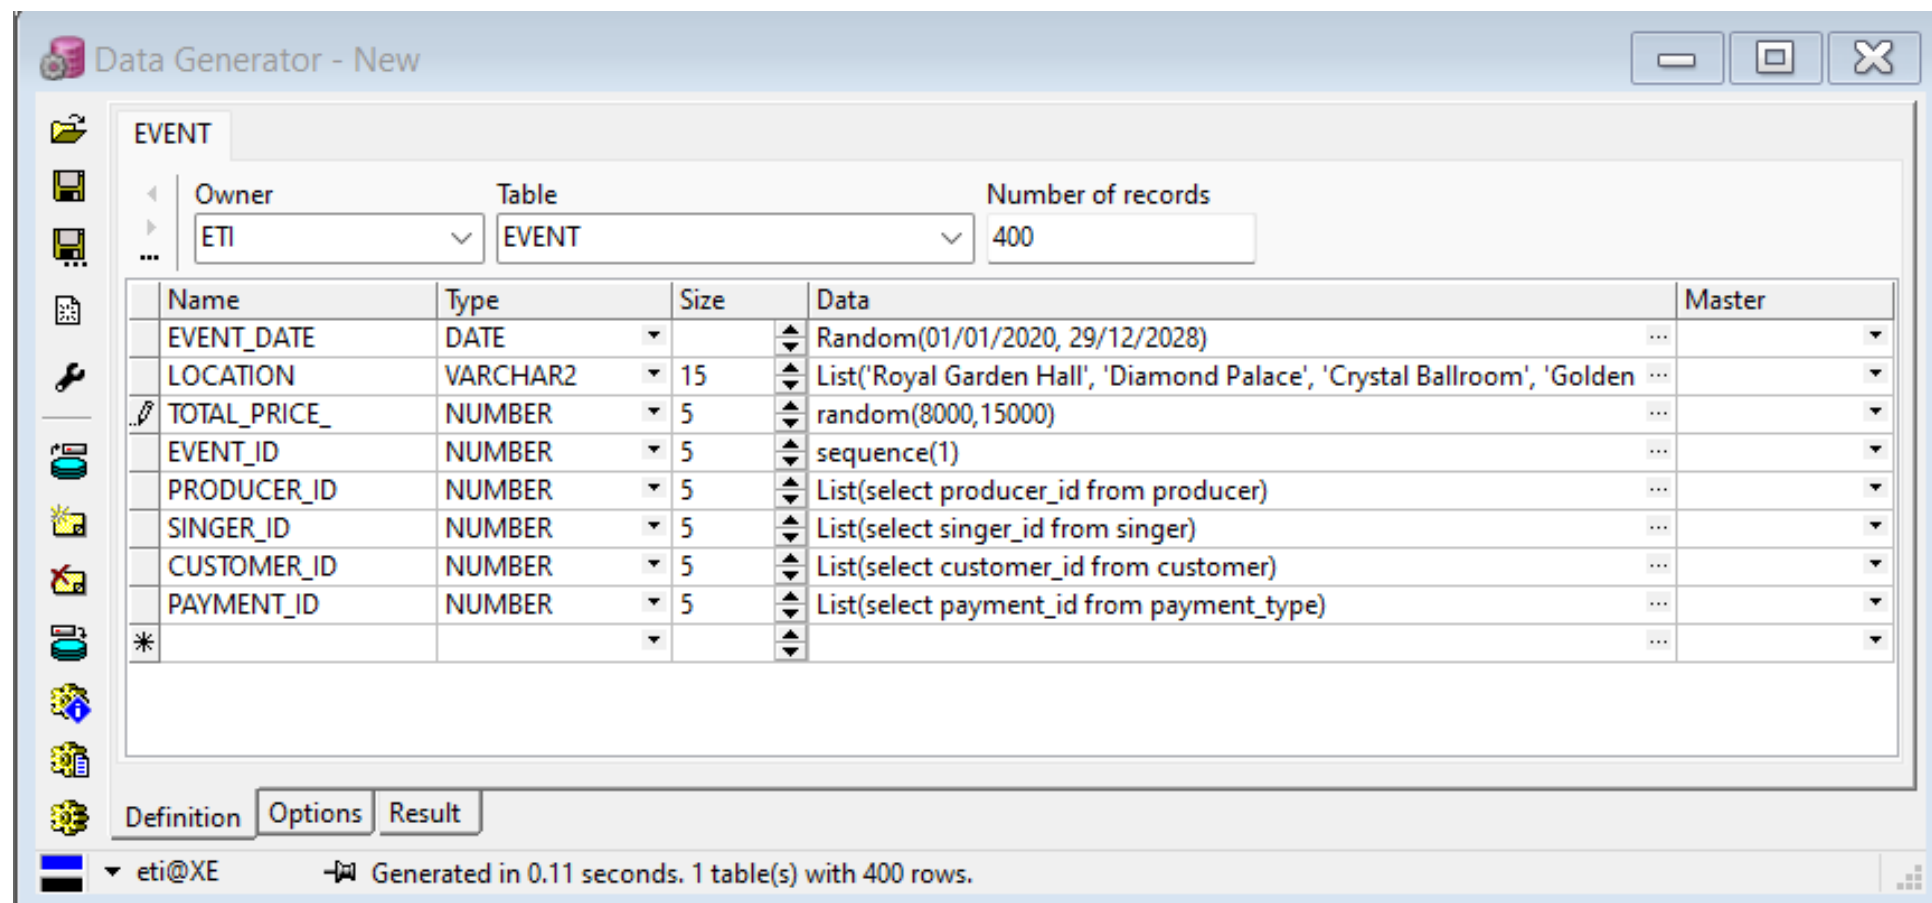 Data Generator - New
EVENT
Owner Table Number of records
ETI EVENT 400
Name Type Size Data Master
EVENT_DATE DATE Random(01/01/2020, 29/12/2028) ...
LOCATION VARCHAR2 15 List('Royal Garden Hall', 'Diamond Palace', 'Crystal Ballroom', 'Golden ...
TOTAL_PRICE_ NUMBER 5 random(8000,15000) ...
EVENT_ID NUMBER 5 sequence(1) ...
PRODUCER_ID NUMBER 5 List(select producer_id from producer) ...
SINGER_ID NUMBER 5 List(select singer_id from singer) ...
CUSTOMER_ID NUMBER 5 List(select customer_id from customer) ...
PAYMENT_ID NUMBER 5 List(select payment_id from payment_type) ...
Definition Options Result
eti@XE Generated in 0.11 seconds. 1 table(s) with 400 rows.